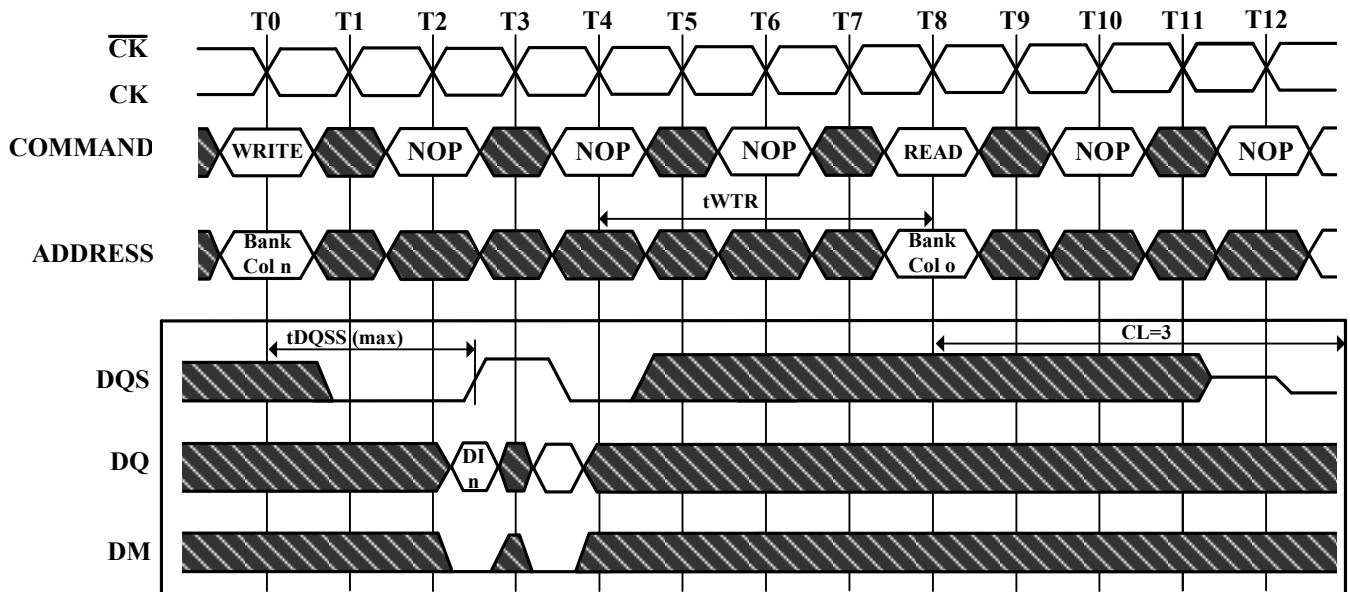 T0 T1 T2 T3 T4 T5 T6 T7 T8 T9 T10 T11 T12
CK
CK
COMMAND WRITE NOP NOP NOP READ NOP NOP
tWTR
ADDRESS Bank Col n Bank Col o
tDQSS (max) CL=3
DQS
DQ DI n
DM